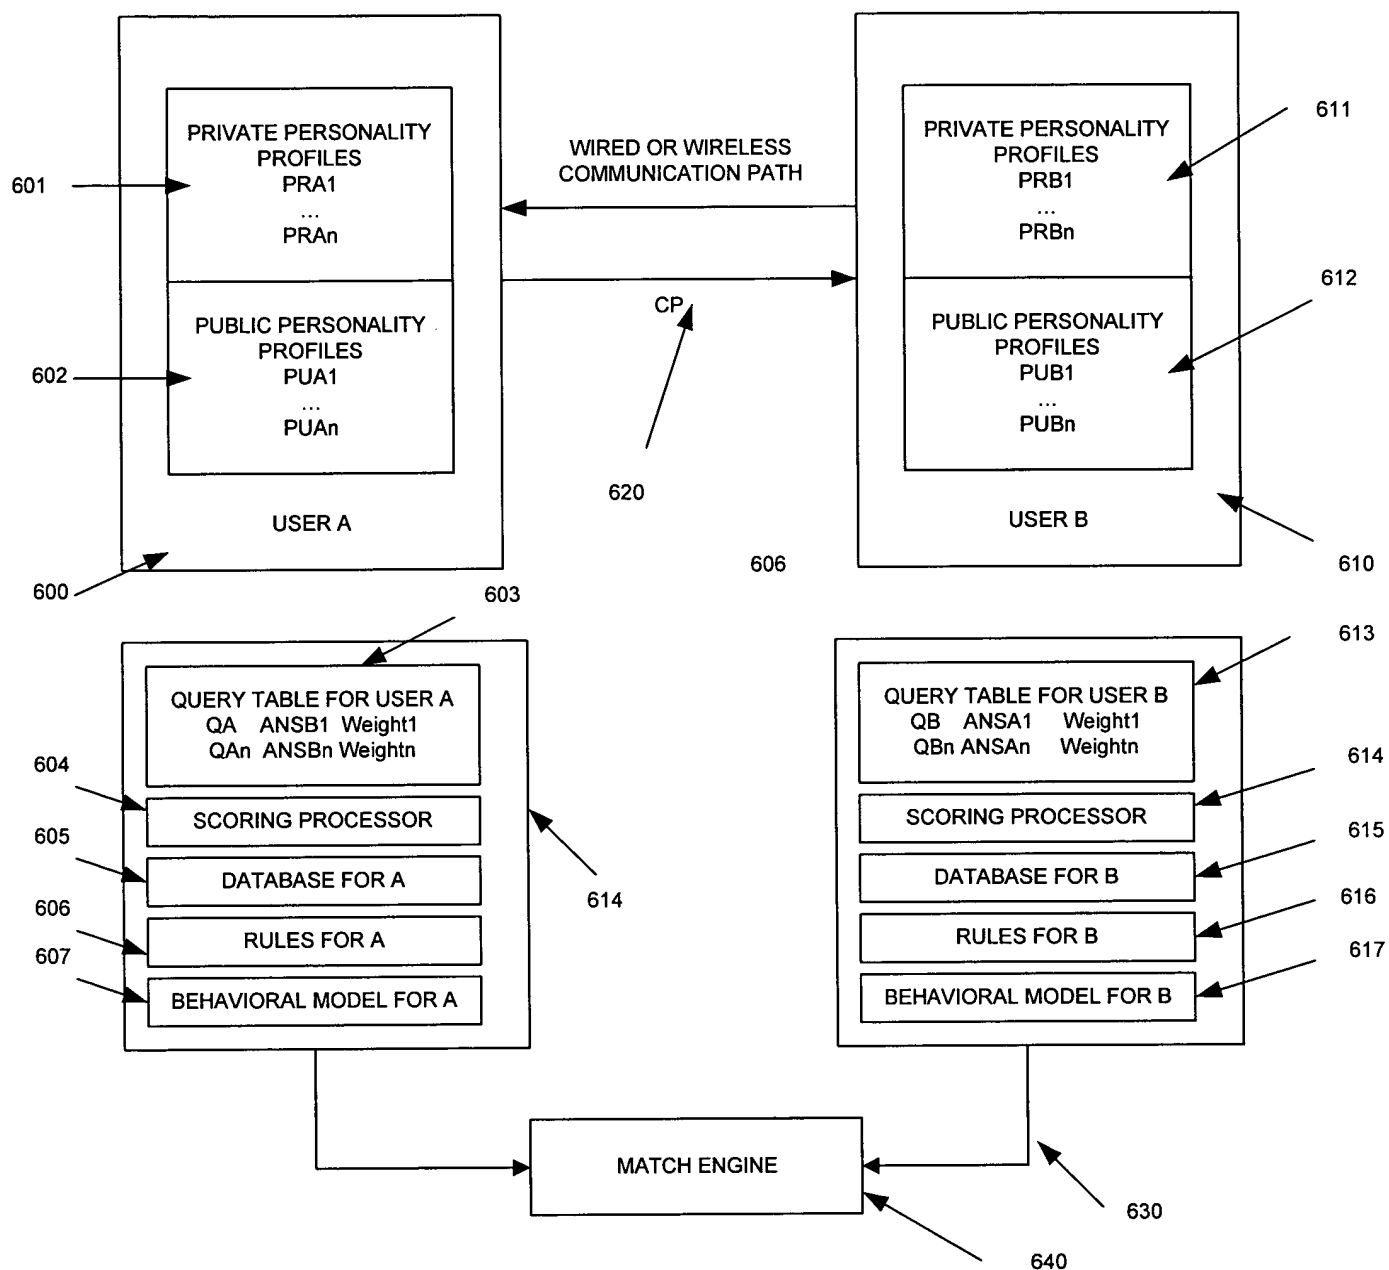 PRIVATE PERSONALITY
PROFILES
PRA1
...
PRAn
601
PUBLIC PERSONALITY
PROFILES
PUA1
...
PUAn
602
USER A
600
WIRED OR WIRELESS
COMMUNICATION PATH
CP
620
PRIVATE PERSONALITY
PROFILES
PRB1
...
PRBn
611
PUBLIC PERSONALITY
PROFILES
PUB1
...
PUBn
612
USER B
610
606
603
QUERY TABLE FOR USER A
QA ANSB1 Weight1
QAn ANSBn Weightn
604
SCORING PROCESSOR
605
DATABASE FOR A
606
RULES FOR A
607
BEHAVIORAL MODEL FOR A
614
613
QUERY TABLE FOR USER B
QB ANSA1 Weight1
QBn ANSAn Weightn
614
SCORING PROCESSOR
615
DATABASE FOR B
616
RULES FOR B
617
BEHAVIORAL MODEL FOR B
MATCH ENGINE
630
640